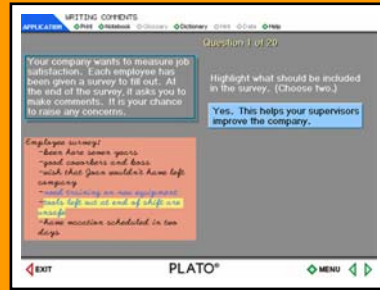 WRITING COMMENTS
APPLICATION Print Notebook Glossary Dictionary Hint Data Help
Question 1 of 20
Your company wants to measure job
satisfaction. Each employee has
been given a survey to fill out. At
the end of the survey, it asks you to
make comments. It is your chance
to raise any concerns.
Highlight what should be included
in the survey. (Choose two.)
Yes. This helps your supervisors
improve the company.
Employee survey!
-been here seven years
-good coworkers and boss
-wish that Joan wouldn't have left
company
-need training on new equipment
-tools left out at end of shift are
unsafe
-have vacation scheduled in two
days
EXIT PLATO® MENU